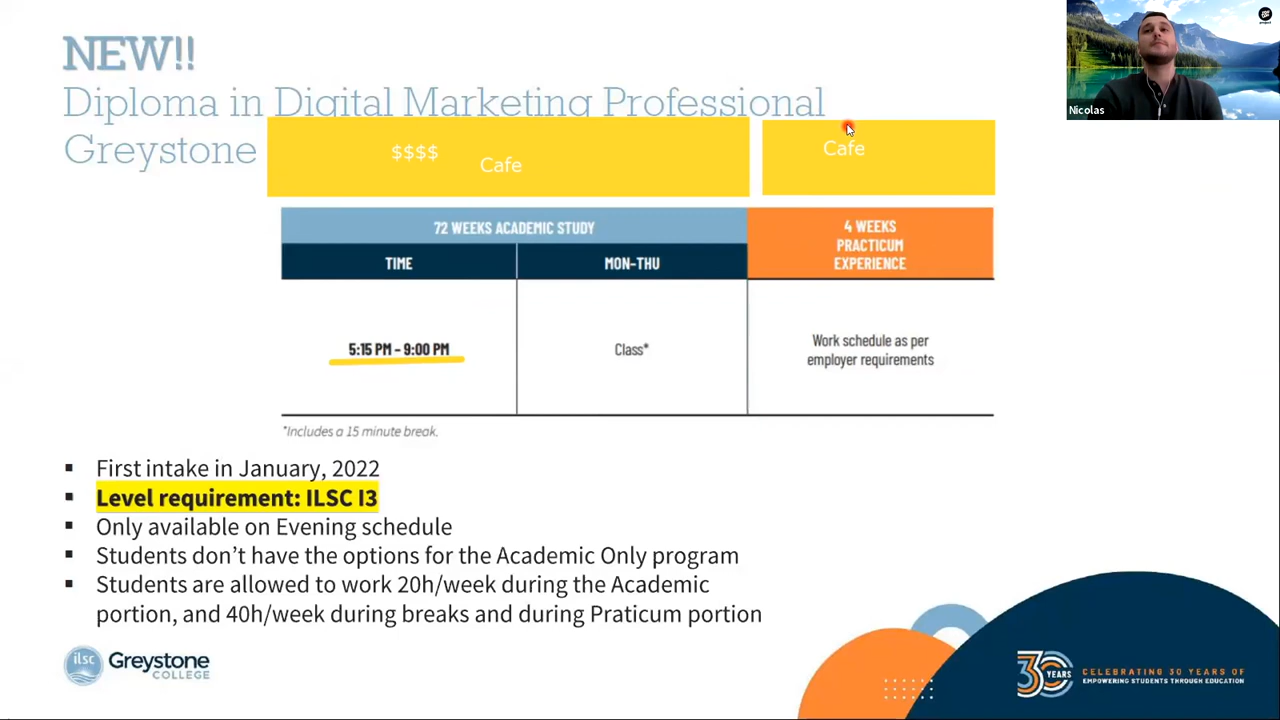 NEW!!
Diploma in Digital Marketing Professional
Greystone
$$$$
Cafe
Cafe
72 WEEKS ACADEMIC STUDY
4 WEEKS
PRACTICUM
EXPERIENCE
TIME
MON-THU
5:15 PM – 9:00 PM
Class*
Work schedule as per
employer requirements
*Includes a 15 minute break.
▪ First intake in January, 2022
▪ Level requirement: ILSC I3
▪ Only available on Evening schedule
▪ Students don’t have the options for the Academic Only program
▪ Students are allowed to work 20h/week during the Academic
portion, and 40h/week during breaks and during Praticum portion
ilsc
Greystone
COLLEGE
30
YEARS
CELEBRATING 30 YEARS OF
EMPOWERING STUDENTS THROUGH EDUCATION
Nicolas